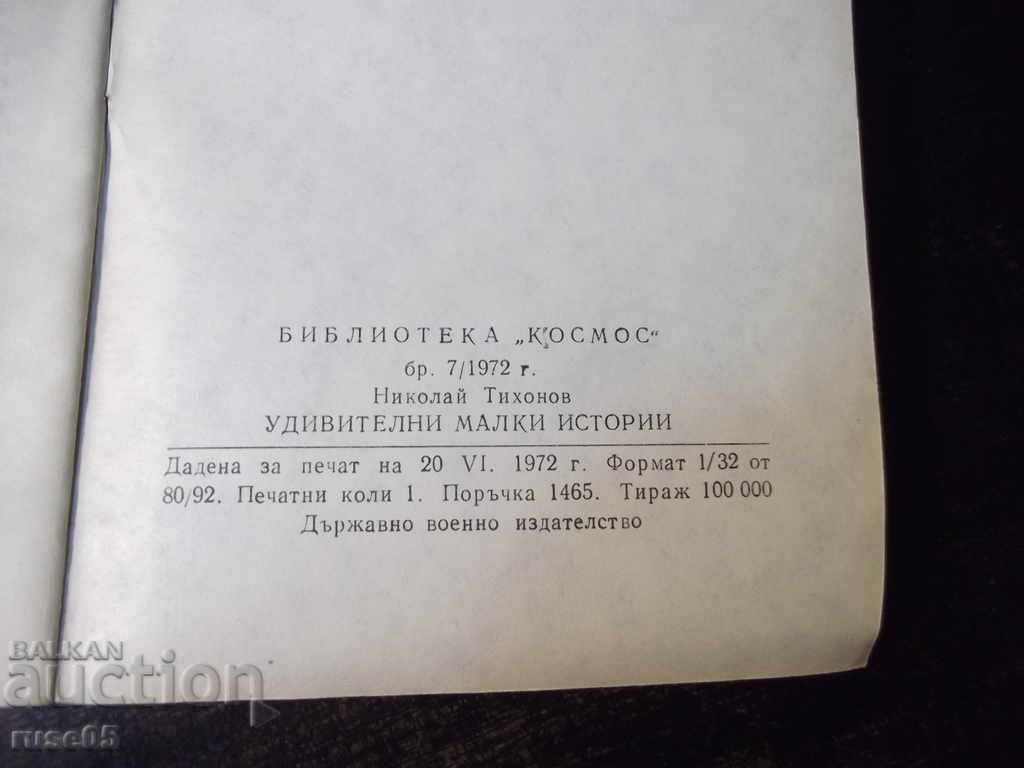 БИБЛИОТЕКА „КОСМОС“
бр. 7/1972 г.
Николай Тихонов
УДИВИТЕЛНИ МАЛКИ ИСТОРИИ
Дадена за печат на 20 VI. 1972 г. Формат 1/32 от
80/92. Печатни коли 1. Поръчка 1465. Тираж 100 000
Държавно военно издателство
BALKAN
auction
ruse05